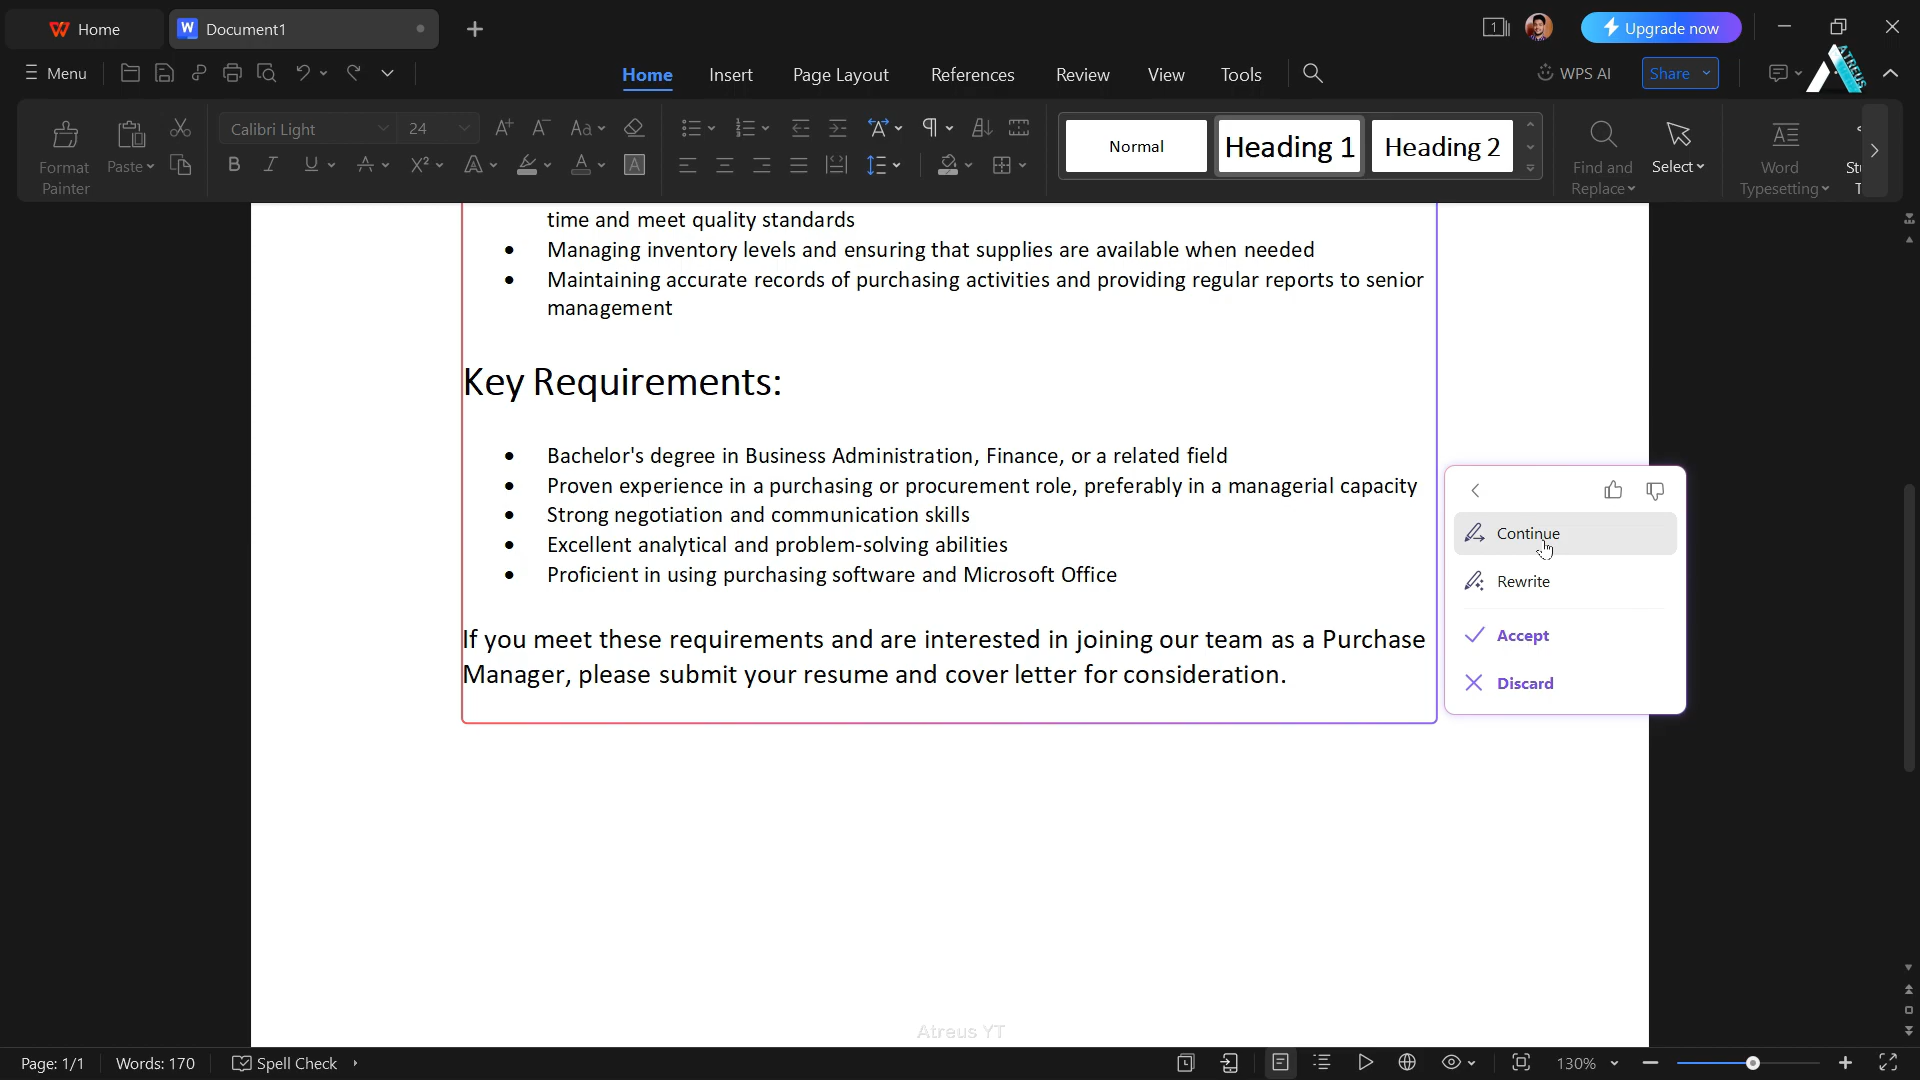 Home
Document1
Upgrade now
Menu
Home
Insert
Page Layout
References
Review
View
Tools
WPS AI
Share
ATREUS
Format
Painter
Paste
Calibri Light
24
Normal
Heading 1
Heading 2
Find and
Replace
Select
Word
Typesetting
time and meet quality standards
• Managing inventory levels and ensuring that supplies are available when needed
• Maintaining accurate records of purchasing activities and providing regular reports to senior
management
Key Requirements:
• Bachelor's degree in Business Administration, Finance, or a related field
• Proven experience in a purchasing or procurement role, preferably in a managerial capacity
• Strong negotiation and communication skills
• Excellent analytical and problem-solving abilities
• Proficient in using purchasing software and Microsoft Office
If you meet these requirements and are interested in joining our team as a Purchase
Manager, please submit your resume and cover letter for consideration.
Continue
Rewrite
Accept
Discard
Atreus YT
Page: 1/1
Words: 170
Spell Check
130%